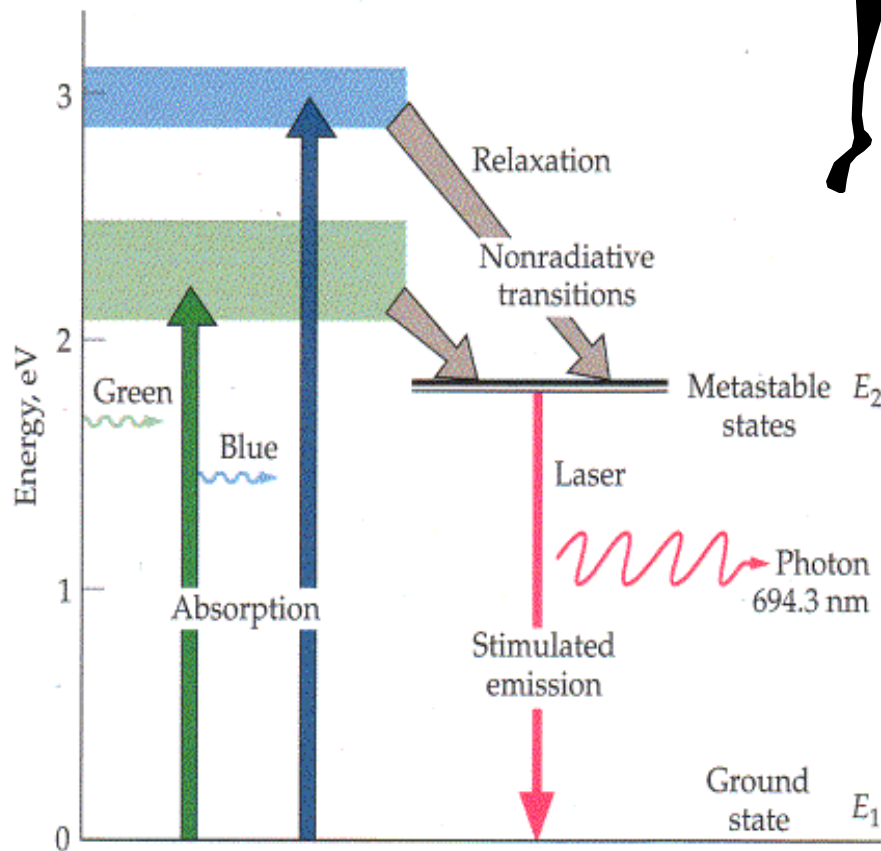 3
Relaxation
Nonradiative
transitions
2
Energy, eV
Green
Metastable
states
E2
Blue
Laser
Photon
694.3 nm
1
Absorption
Stimulated
emission
Ground
state
E1
0